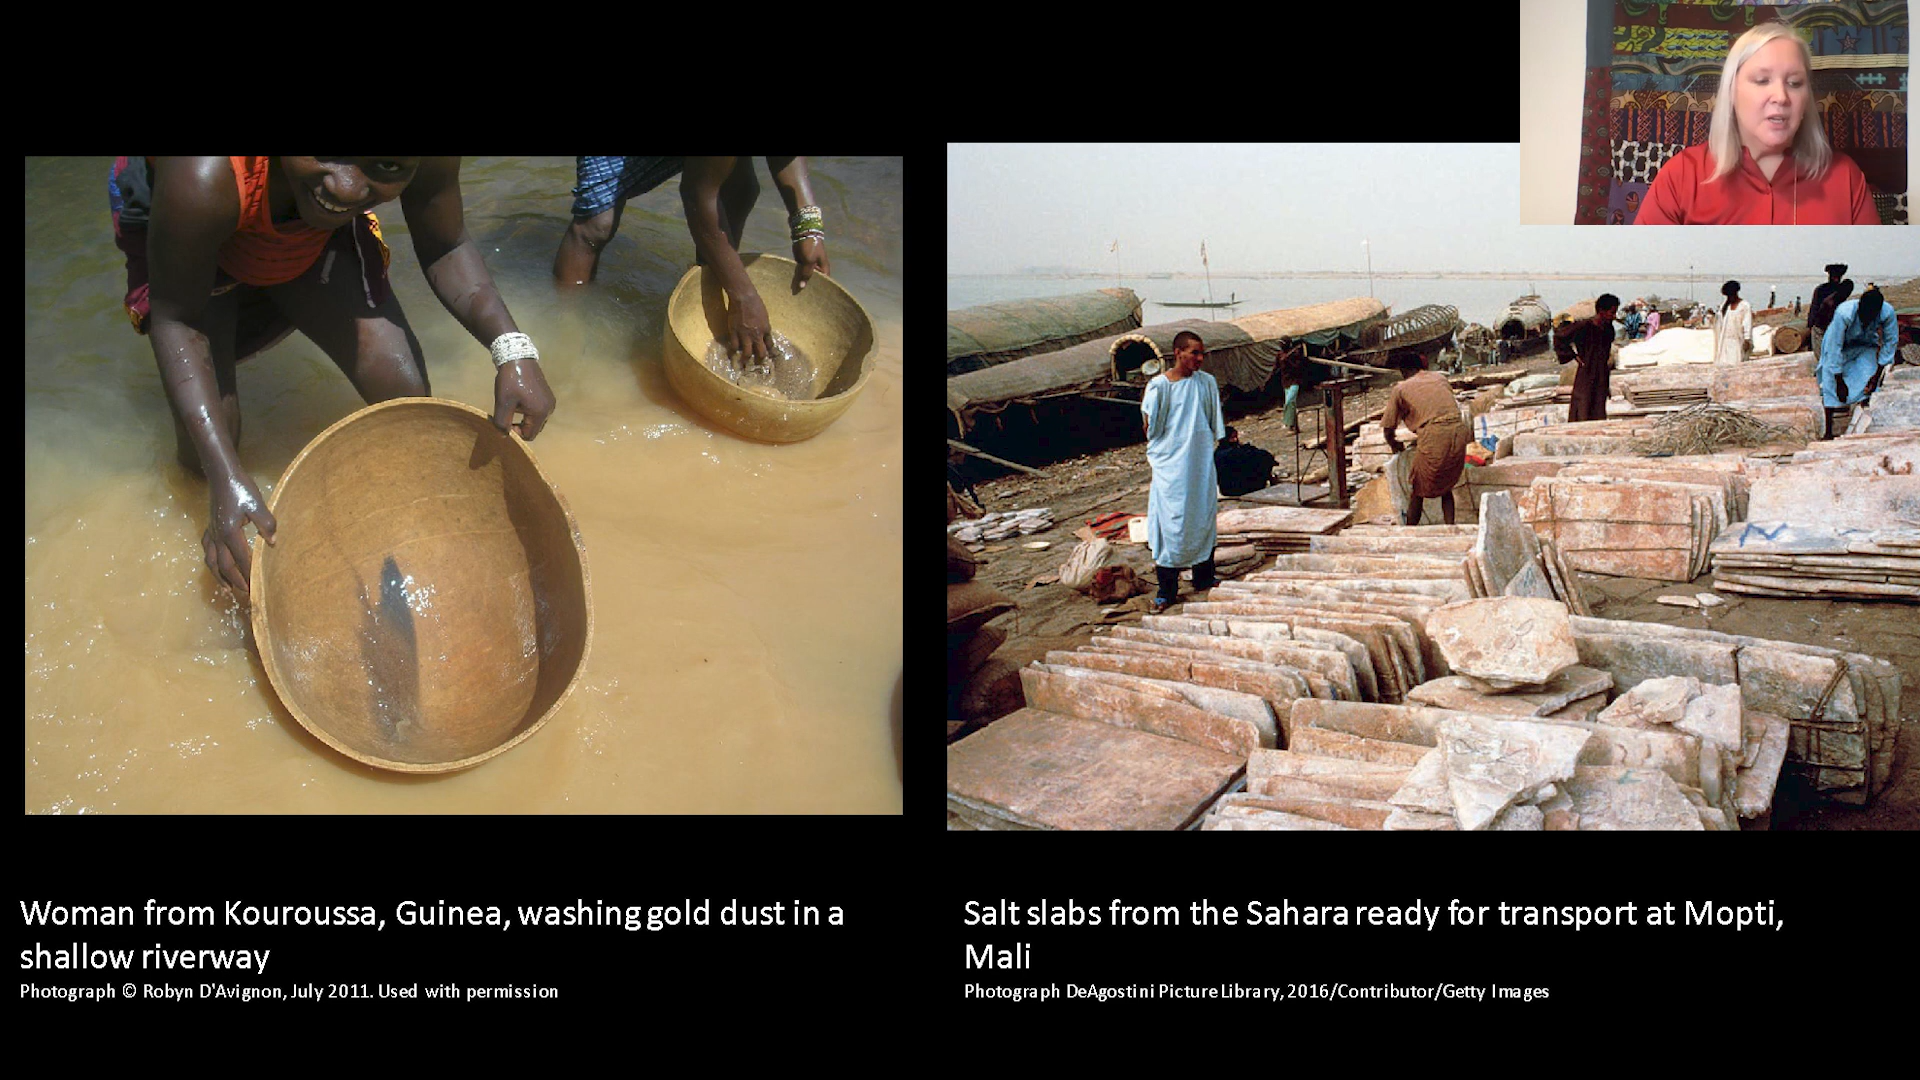 Woman from Kouroussa, Guinea, washing gold dust in a
shallow riverway
Photograph © Robyn D'Avignon, July 2011. Used with permission
Salt slabs from the Sahara ready for transport at Mopti,
Mali
Photograph DeAgostini Picture Library, 2016/Contributor/Getty Images